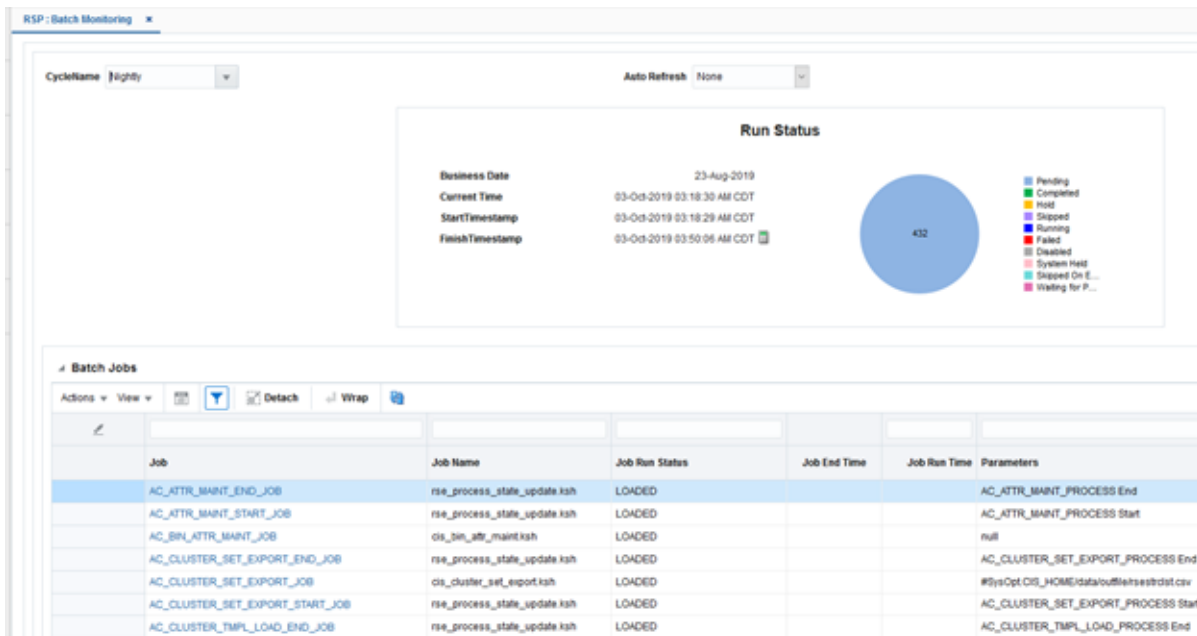 RSP : Batch Monitoring ×
CycleName Nightly Auto Refresh None
Run Status
Business Date 23-Aug-2019
Current Time 03-Oct-2019 03:18:30 AM CDT
StartTimestamp 03-Oct-2019 03:18:29 AM CDT
FinishTimestamp 03-Oct-2019 03:50:06 AM CDT
432
Pending
Completed
Hold
Skipped
Running
Failed
Disabled
System Held
Skipped On E...
Waiting for P...
Batch Jobs
Actions View Detach Wrap
Job Job Name Job Run Status Job End Time Job Run Time Parameters
AC_ATTR_MAINT_END_JOB rse_process_state_update.ksh LOADED AC_ATTR_MAINT_PROCESS End
AC_ATTR_MAINT_START_JOB rse_process_state_update.ksh LOADED AC_ATTR_MAINT_PROCESS Start
AC_BIN_ATTR_MAINT_JOB cis_bin_attr_maint.ksh LOADED null
AC_CLUSTER_SET_EXPORT_END_JOB rse_process_state_update.ksh LOADED AC_CLUSTER_SET_EXPORT_PROCESS End
AC_CLUSTER_SET_EXPORT_JOB cis_cluster_set_export.ksh LOADED #SysOpt.CIS_HOME/data/outfile/rsestrclst.csv
AC_CLUSTER_SET_EXPORT_START_JOB rse_process_state_update.ksh LOADED AC_CLUSTER_SET_EXPORT_PROCESS Start
AC_CLUSTER_TMPL_LOAD_END_JOB rse_process_state_update.ksh LOADED AC_CLUSTER_TMPL_LOAD_PROCESS End